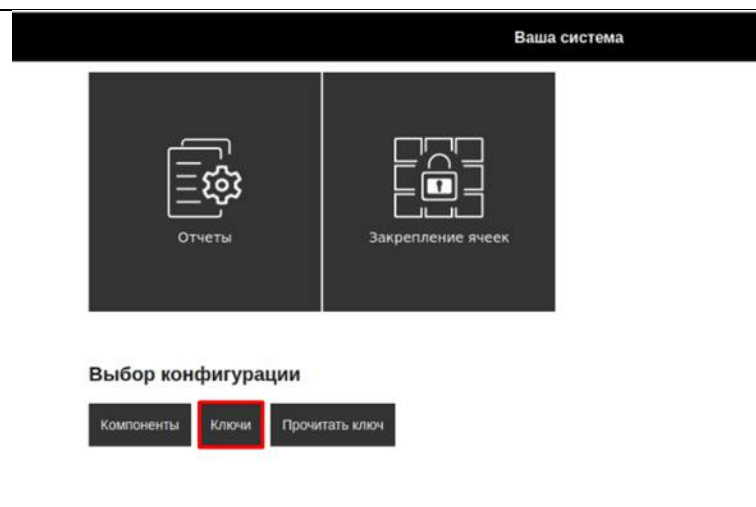 Ваша система
Отчеты
Закрепление ячеек
Выбор конфигурации
Компоненты
Ключи
Прочитать ключ